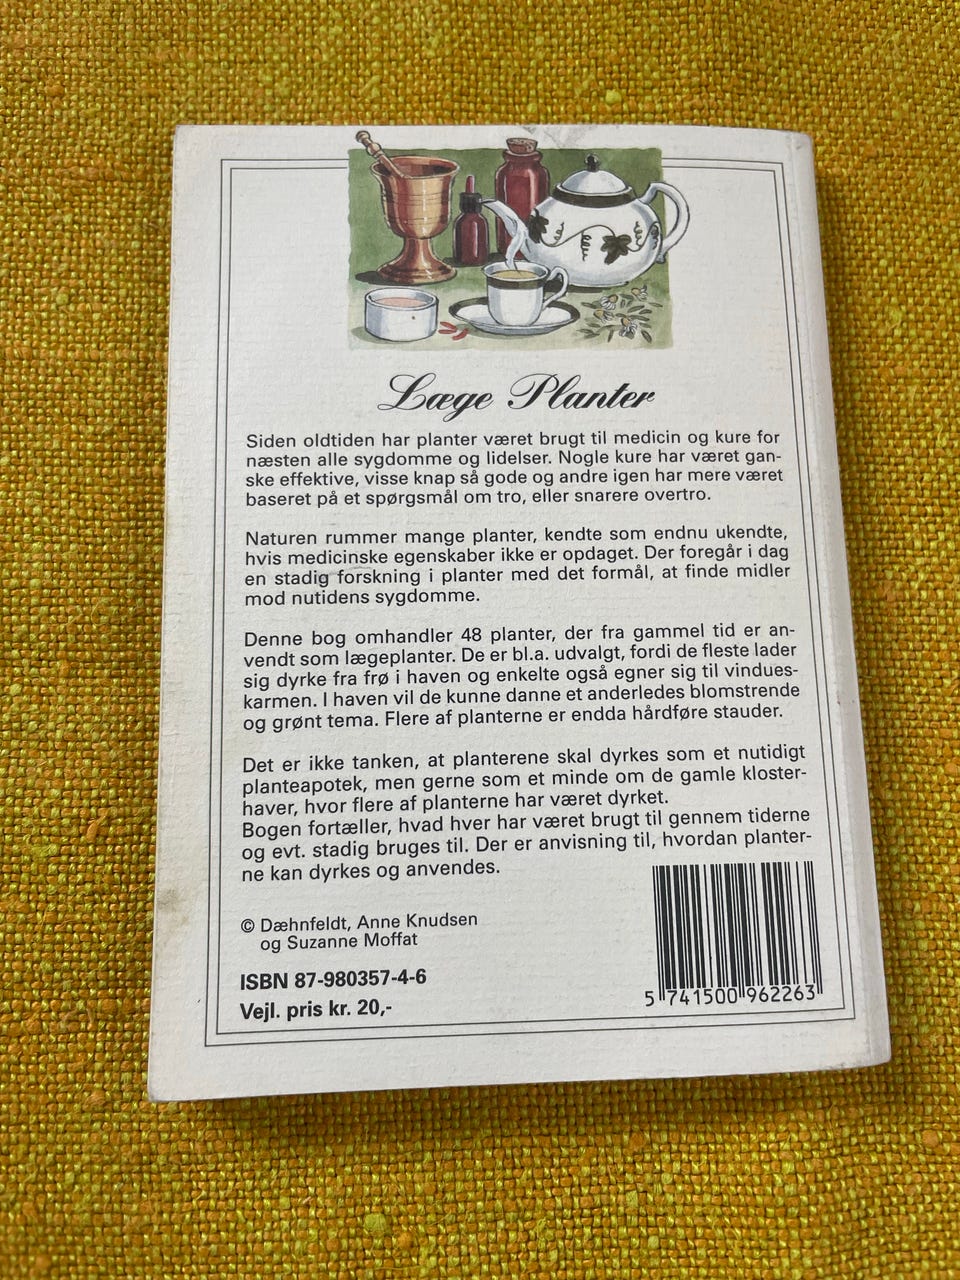 Læge Planter
Siden oldtiden har planter været brugt til medicin og kure for
næsten alle sygdomme og lidelser. Nogle kure har været gan-
ske effektive, visse knap så gode og andre igen har mere været
baseret på et spørgsmål om tro, eller snarere overtro.
Naturen rummer mange planter, kendte som endnu ukendte,
hvis medicinske egenskaber ikke er opdaget. Der foregår i dag
en stadig forskning i planter med det formål, at finde midler
mod nutidens sygdomme.
Denne bog omhandler 48 planter, der fra gammel tid er an-
vendt som lægeplanter. De er bl.a. udvalgt, fordi de fleste lader
sig dyrke fra frø i haven og enkelte også egner sig til vindues-
karmen. I haven vil de kunne danne et anderledes blomstrende
og grønt tema. Flere af planterne er endda hårdføre stauder.
Det er ikke tanken, at planterene skal dyrkes som et nutidigt
planteapotek, men gerne som et minde om de gamle kloster-
haver, hvor flere af planterne har været dyrket.
Bogen fortæller, hvad hver har været brugt til gennem tiderne
og evt. stadig bruges til. Der er anvisning til, hvordan planter-
ne kan dyrkes og anvendes.
© Dæhnfeldt, Anne Knudsen
og Suzanne Moffat
ISBN 87-980357-4-6
Vejl. pris kr. 20,-
5 741500 962263